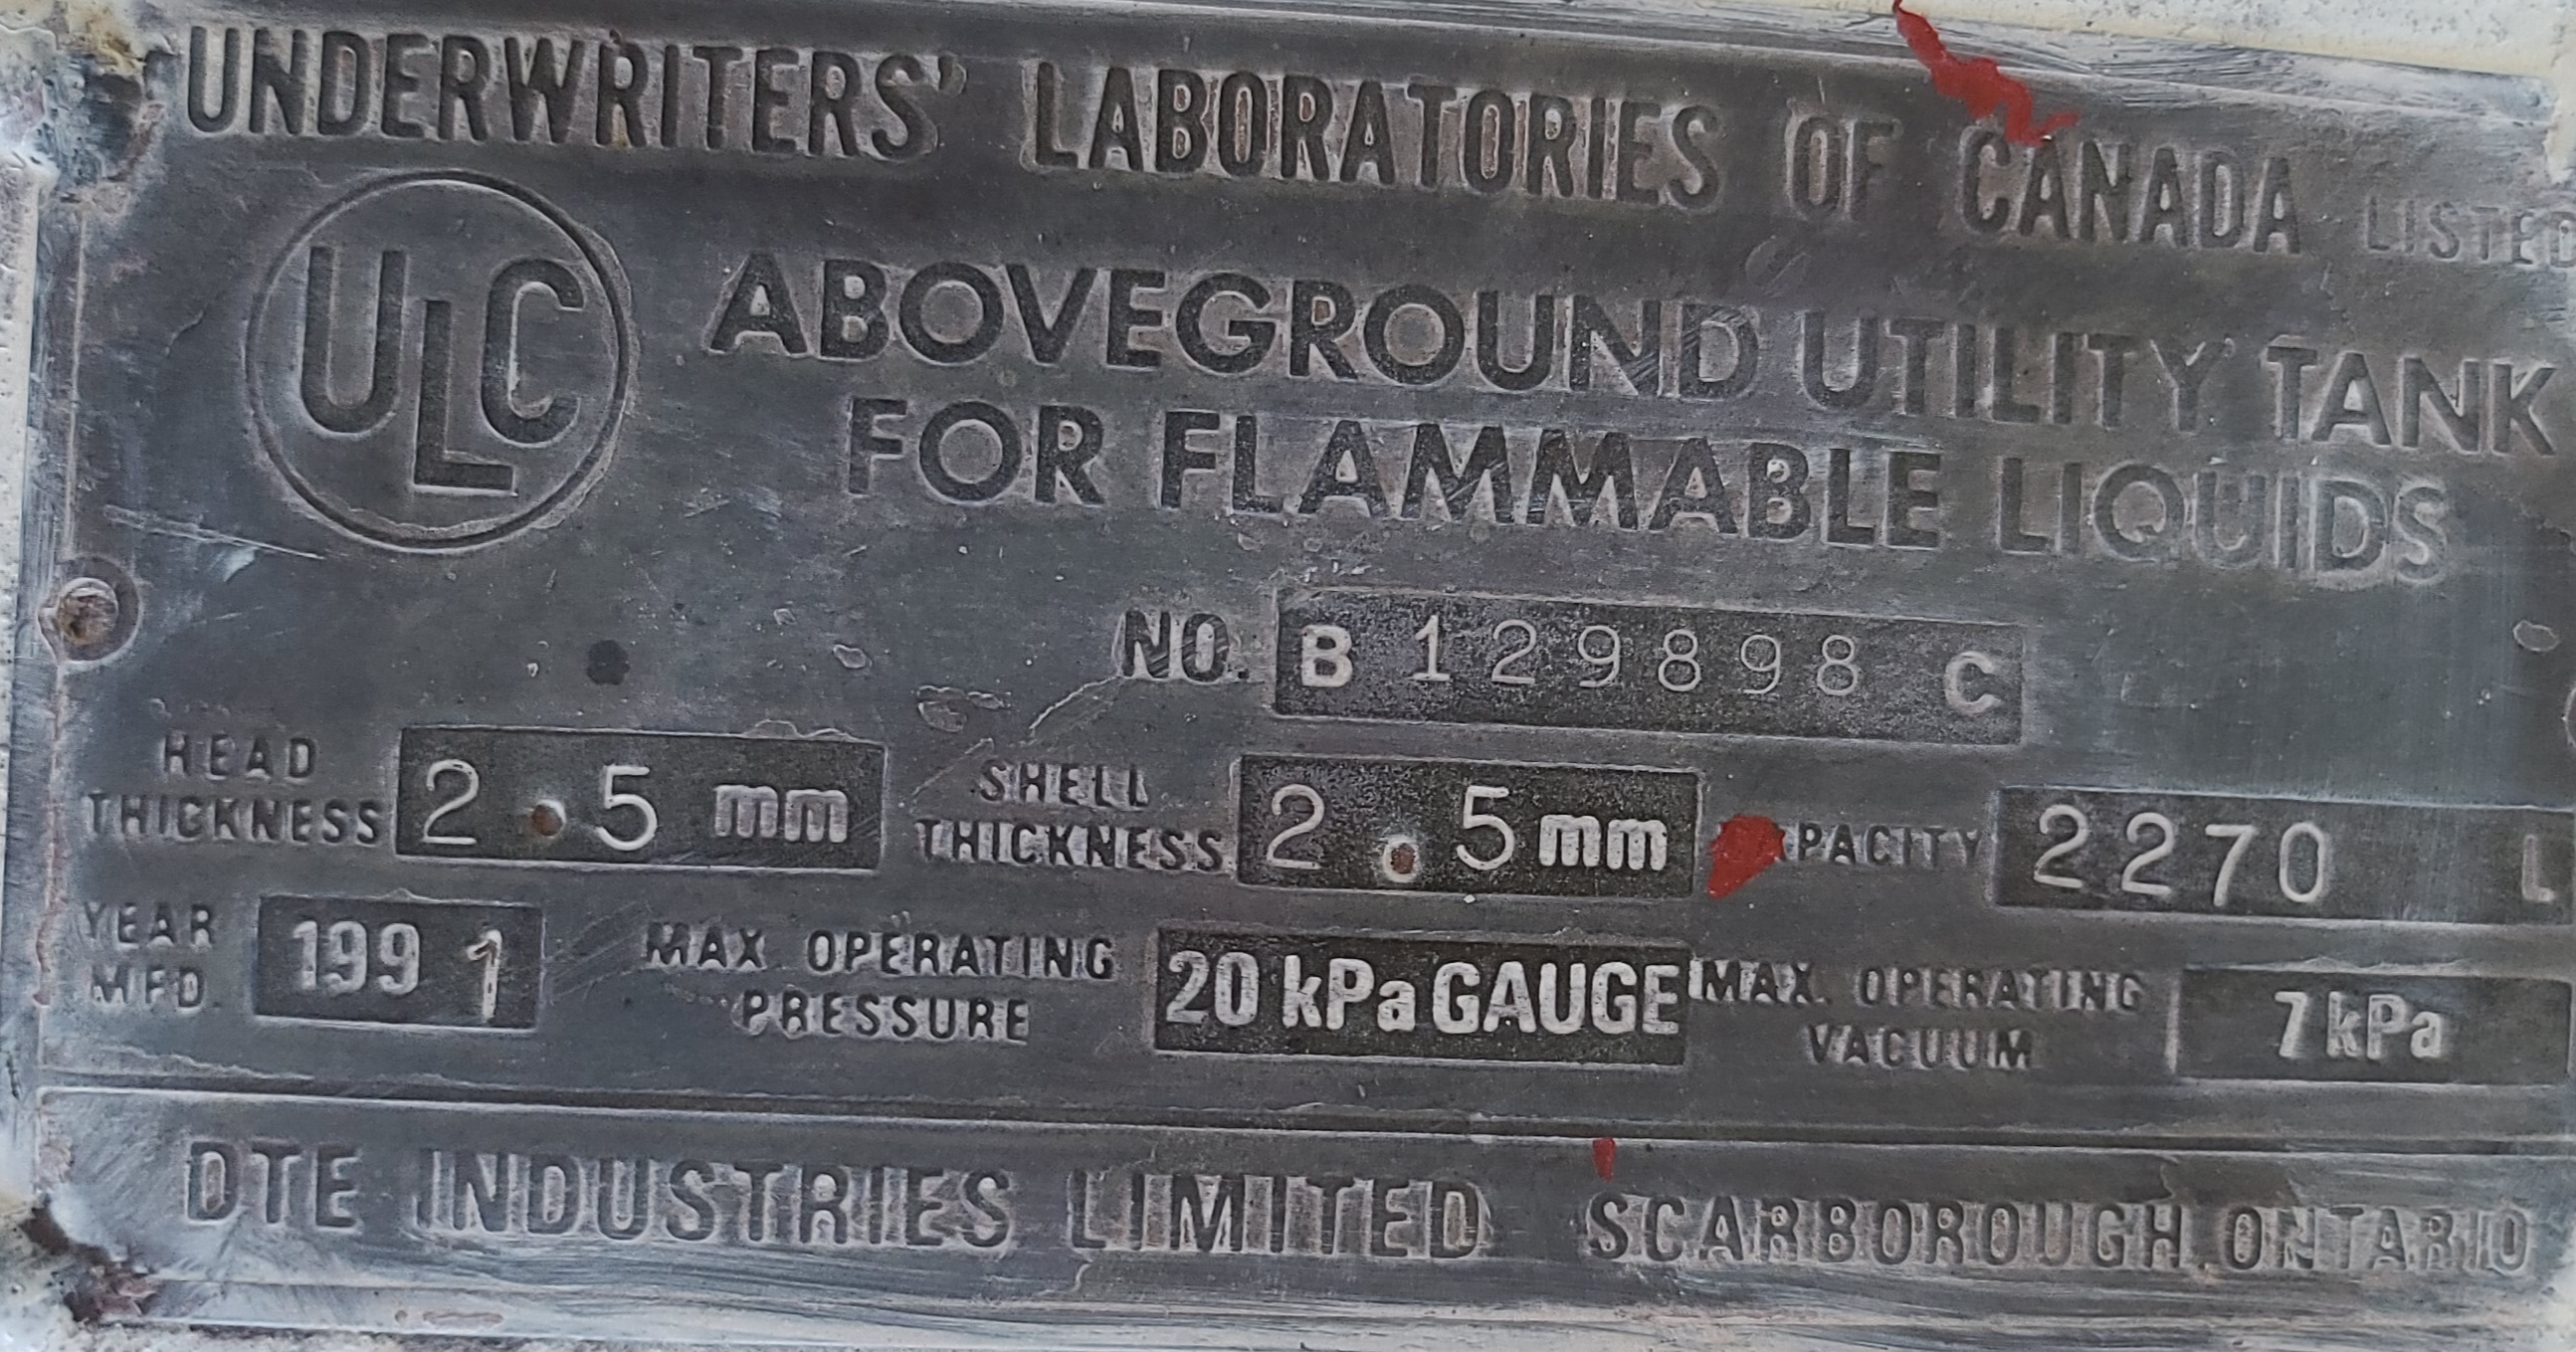 UNDERWRITERS' LABORATORIES OF CANADA LISTED
ULC
ABOVEGROUND UTILITY TANK
FOR FLAMMABLE LIQUIDS
NO. B 129898 C
HEAD THICKNESS 2.5 mm
SHELL THICKNESS 2.5 mm
PACITY 2270 L
YEAR MFD. 1991
MAX OPERATING PRESSURE 20 kPa GAUGE
MAX. OPERATING VACUUM 7 kPa
DTE INDUSTRIES LIMITED SCARBOROUGH, ONTARIO